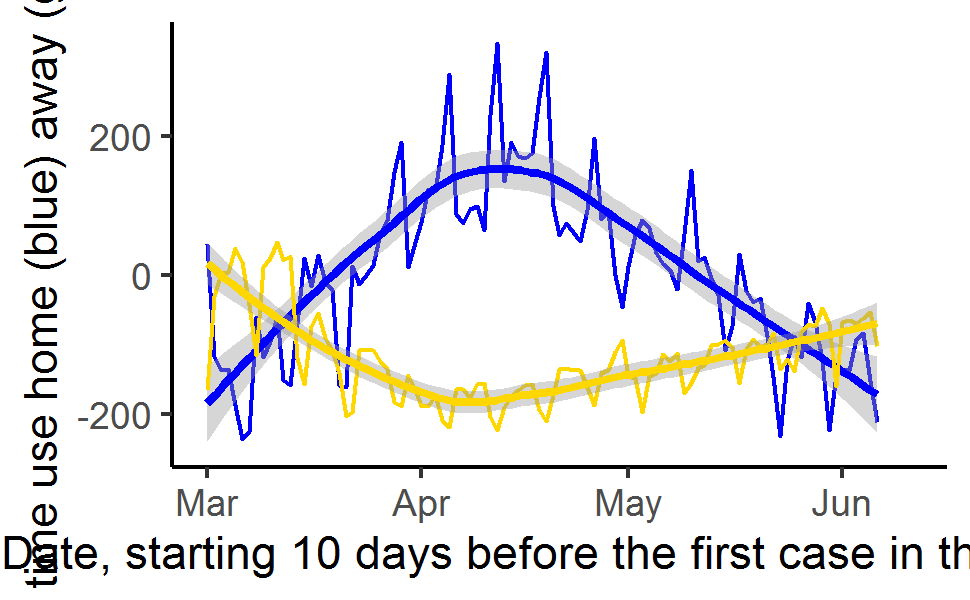 time use home (blue) away (
200
0
-200
Mar Apr May Jun
Date, starting 10 days before the first case in th